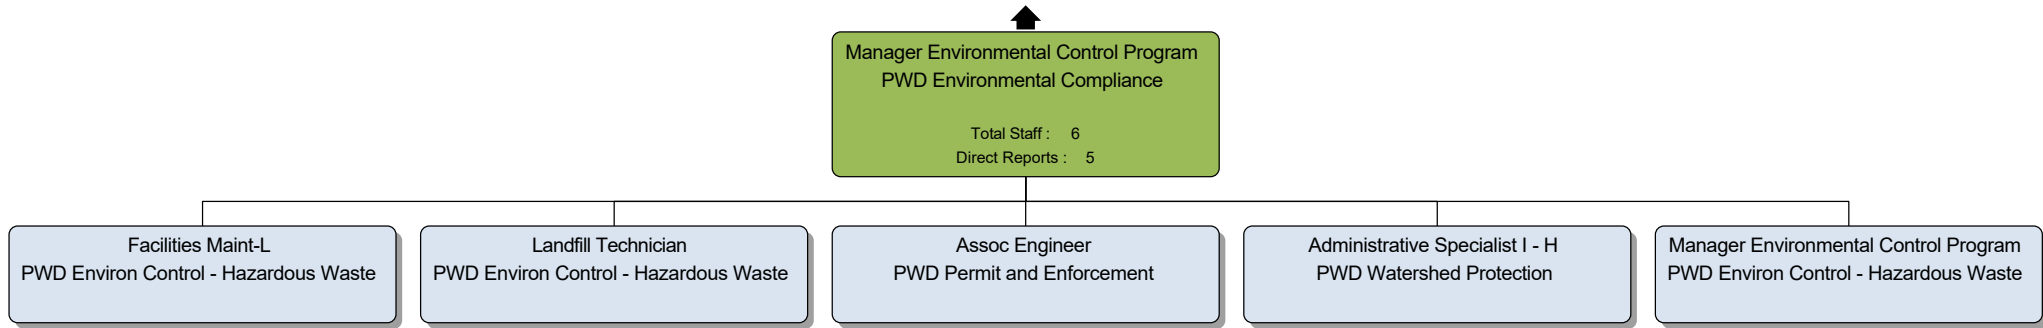 Manager Environmental Control Program
PWD Environmental Compliance
Total Staff : 6
Direct Reports : 5
Facilities Maint-L
PWD Environ Control - Hazardous Waste
Landfill Technician
PWD Environ Control - Hazardous Waste
Assoc Engineer
PWD Permit and Enforcement
Administrative Specialist I - H
PWD Watershed Protection
Manager Environmental Control Program
PWD Environ Control - Hazardous Waste